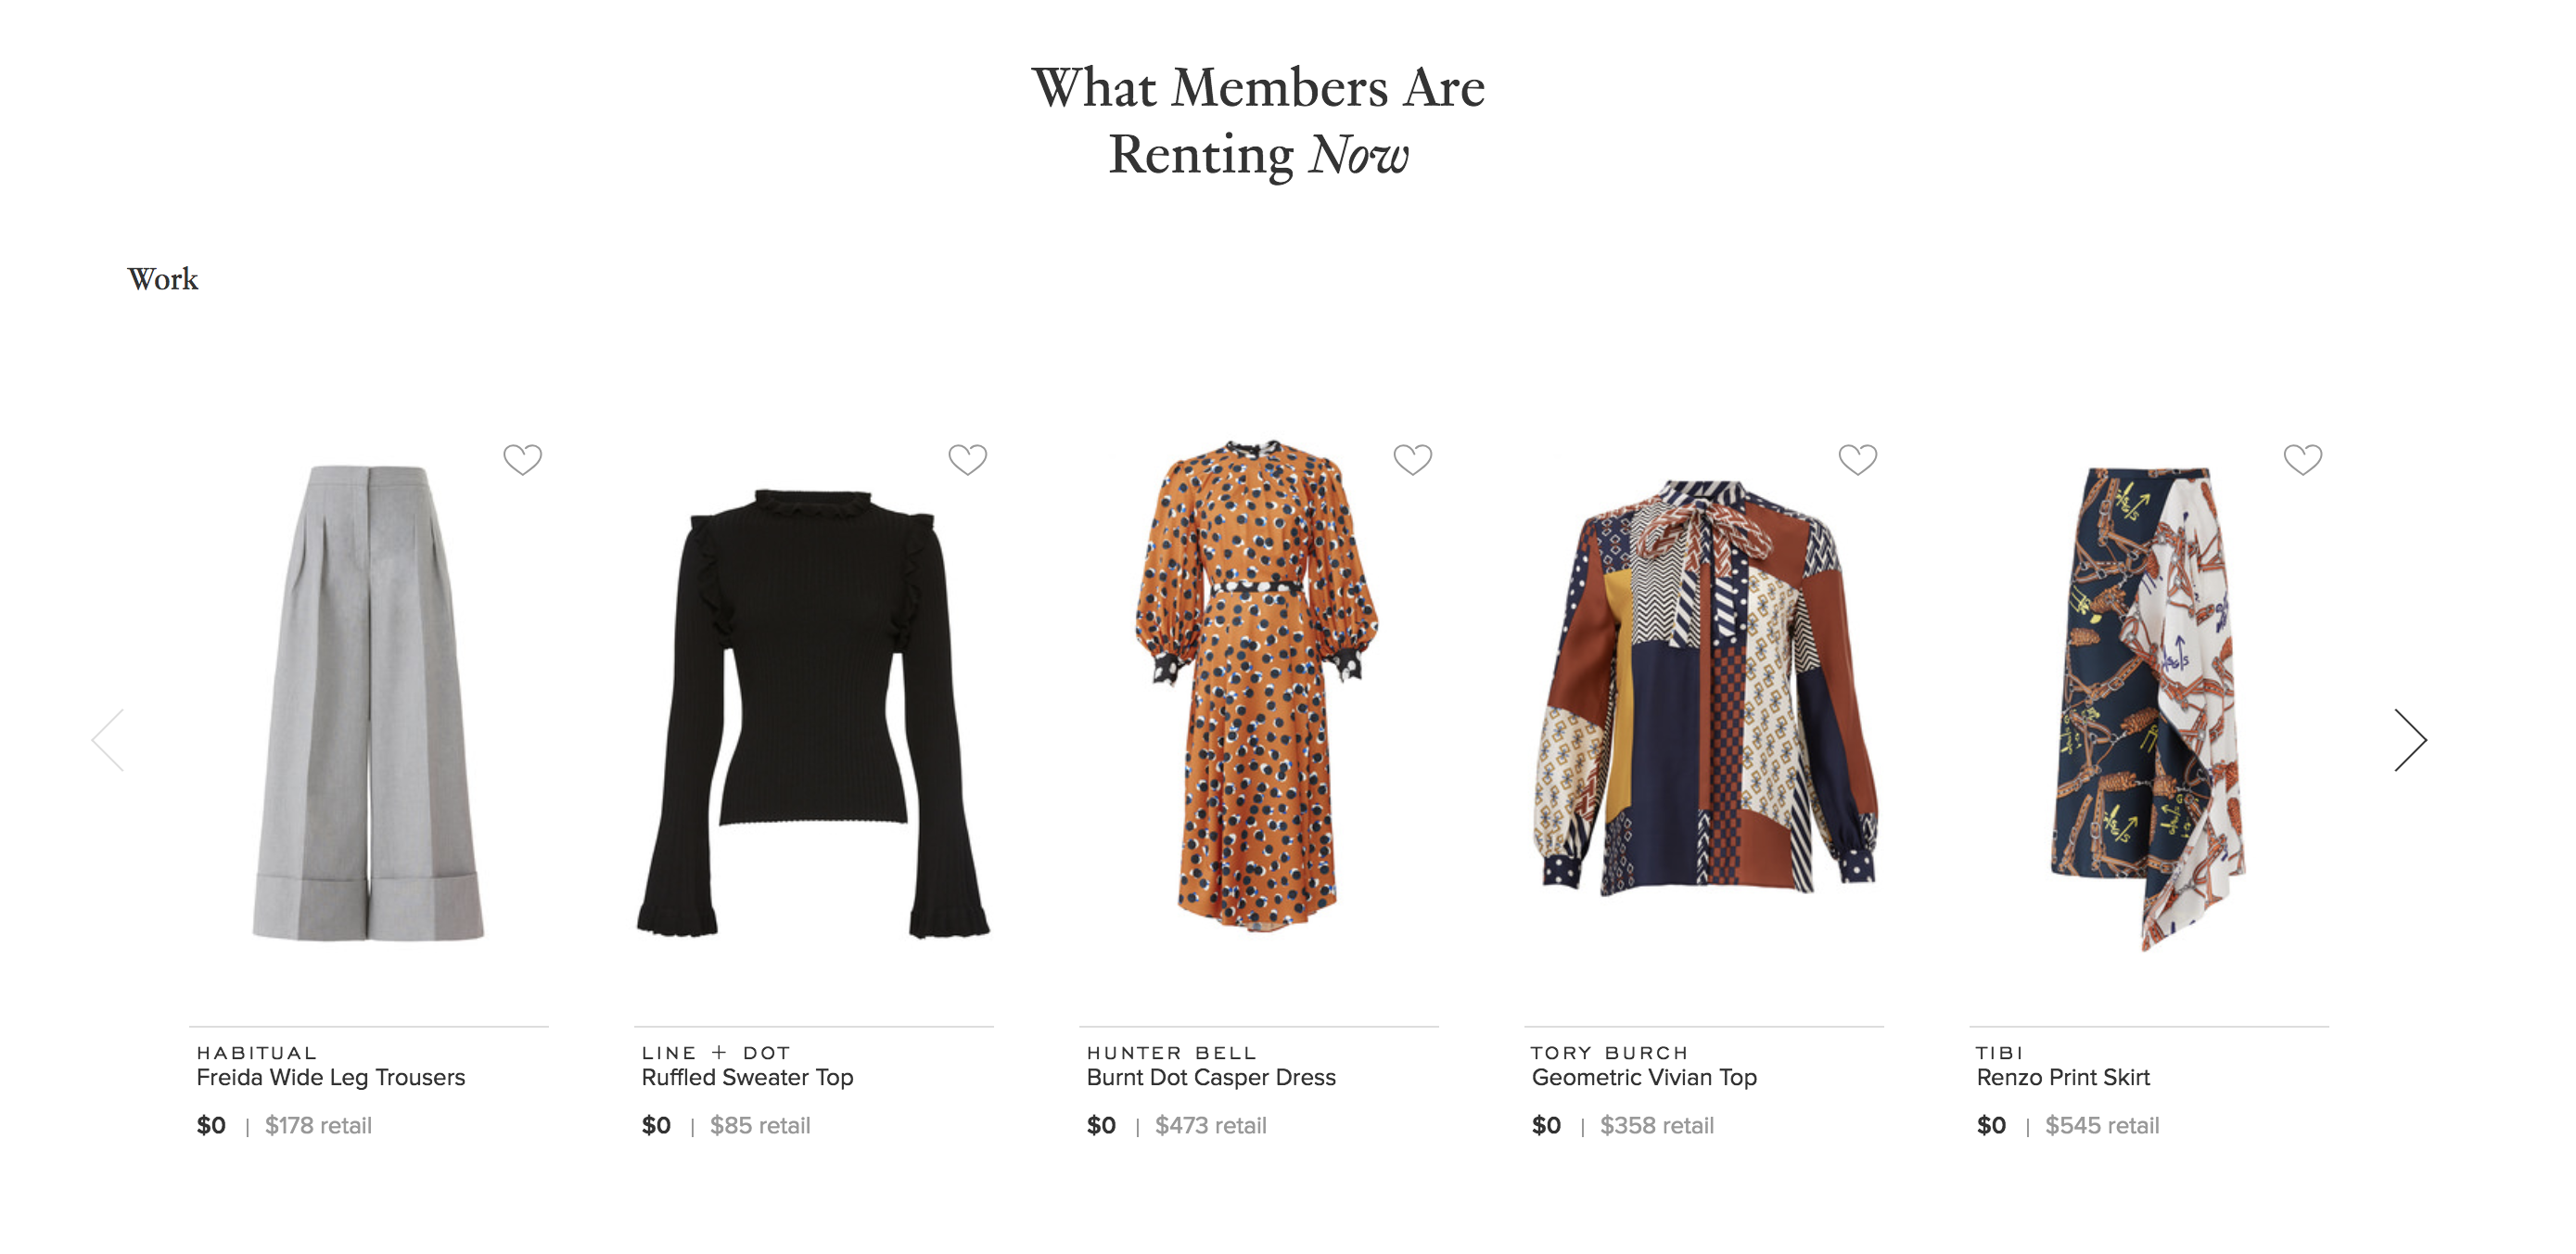 What Members Are
Renting Now
Work
HABITUAL
Freida Wide Leg Trousers
$0 | $178 retail
LINE + DOT
Ruffled Sweater Top
$0 | $85 retail
HUNTER BELL
Burnt Dot Casper Dress
$0 | $473 retail
TORY BURCH
Geometric Vivian Top
$0 | $358 retail
TIBI
Renzo Print Skirt
$0 | $545 retail